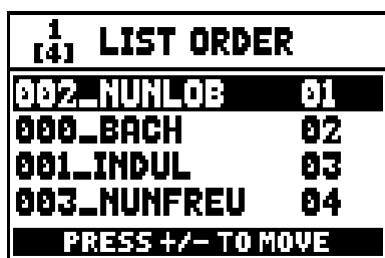 1
[4] LIST ORDER
002_NUNLOB 01
000_BACH 02
001_INDUL 03
003_NUNFREU 04
PRESS +/- TO MOVE